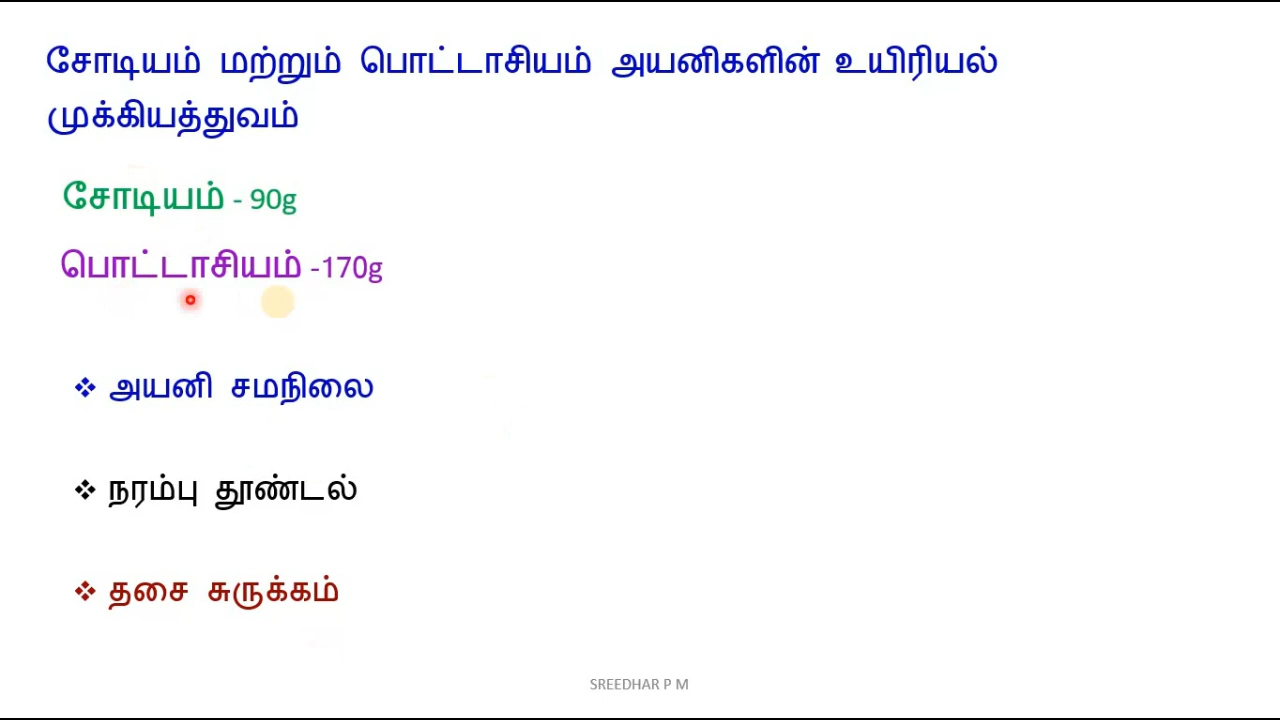 சோடியம் மற்றும் பொட்டாசியம் அயனிகளின் உயிரியல்
முக்கியத்துவம்
சோடியம் - 90g
பொட்டாசியம் -170g
❖ அயனி சமநிலை
❖ நரம்பு தூண்டல்
❖ தசை சுருக்கம்
SREEDHAR P M